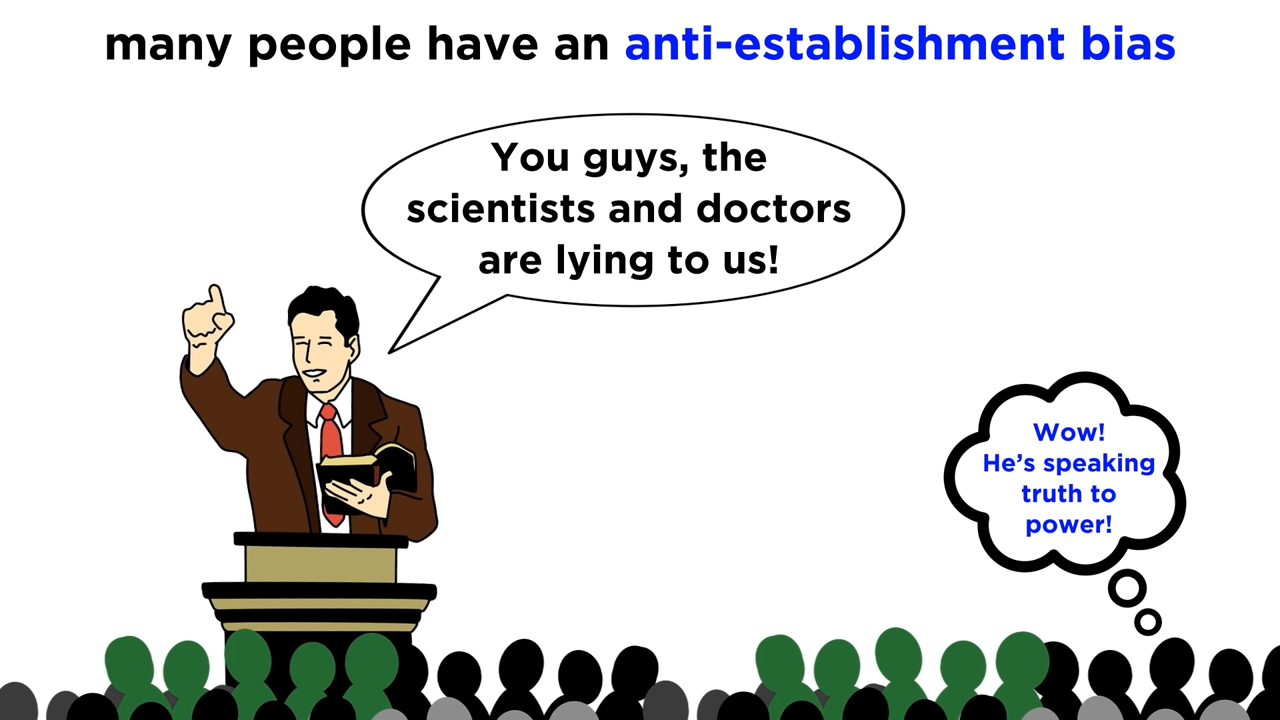 many people have an anti-establishment bias
You guys, the
scientists and doctors
are lying to us!
Wow!
He’s speaking
truth to
power!